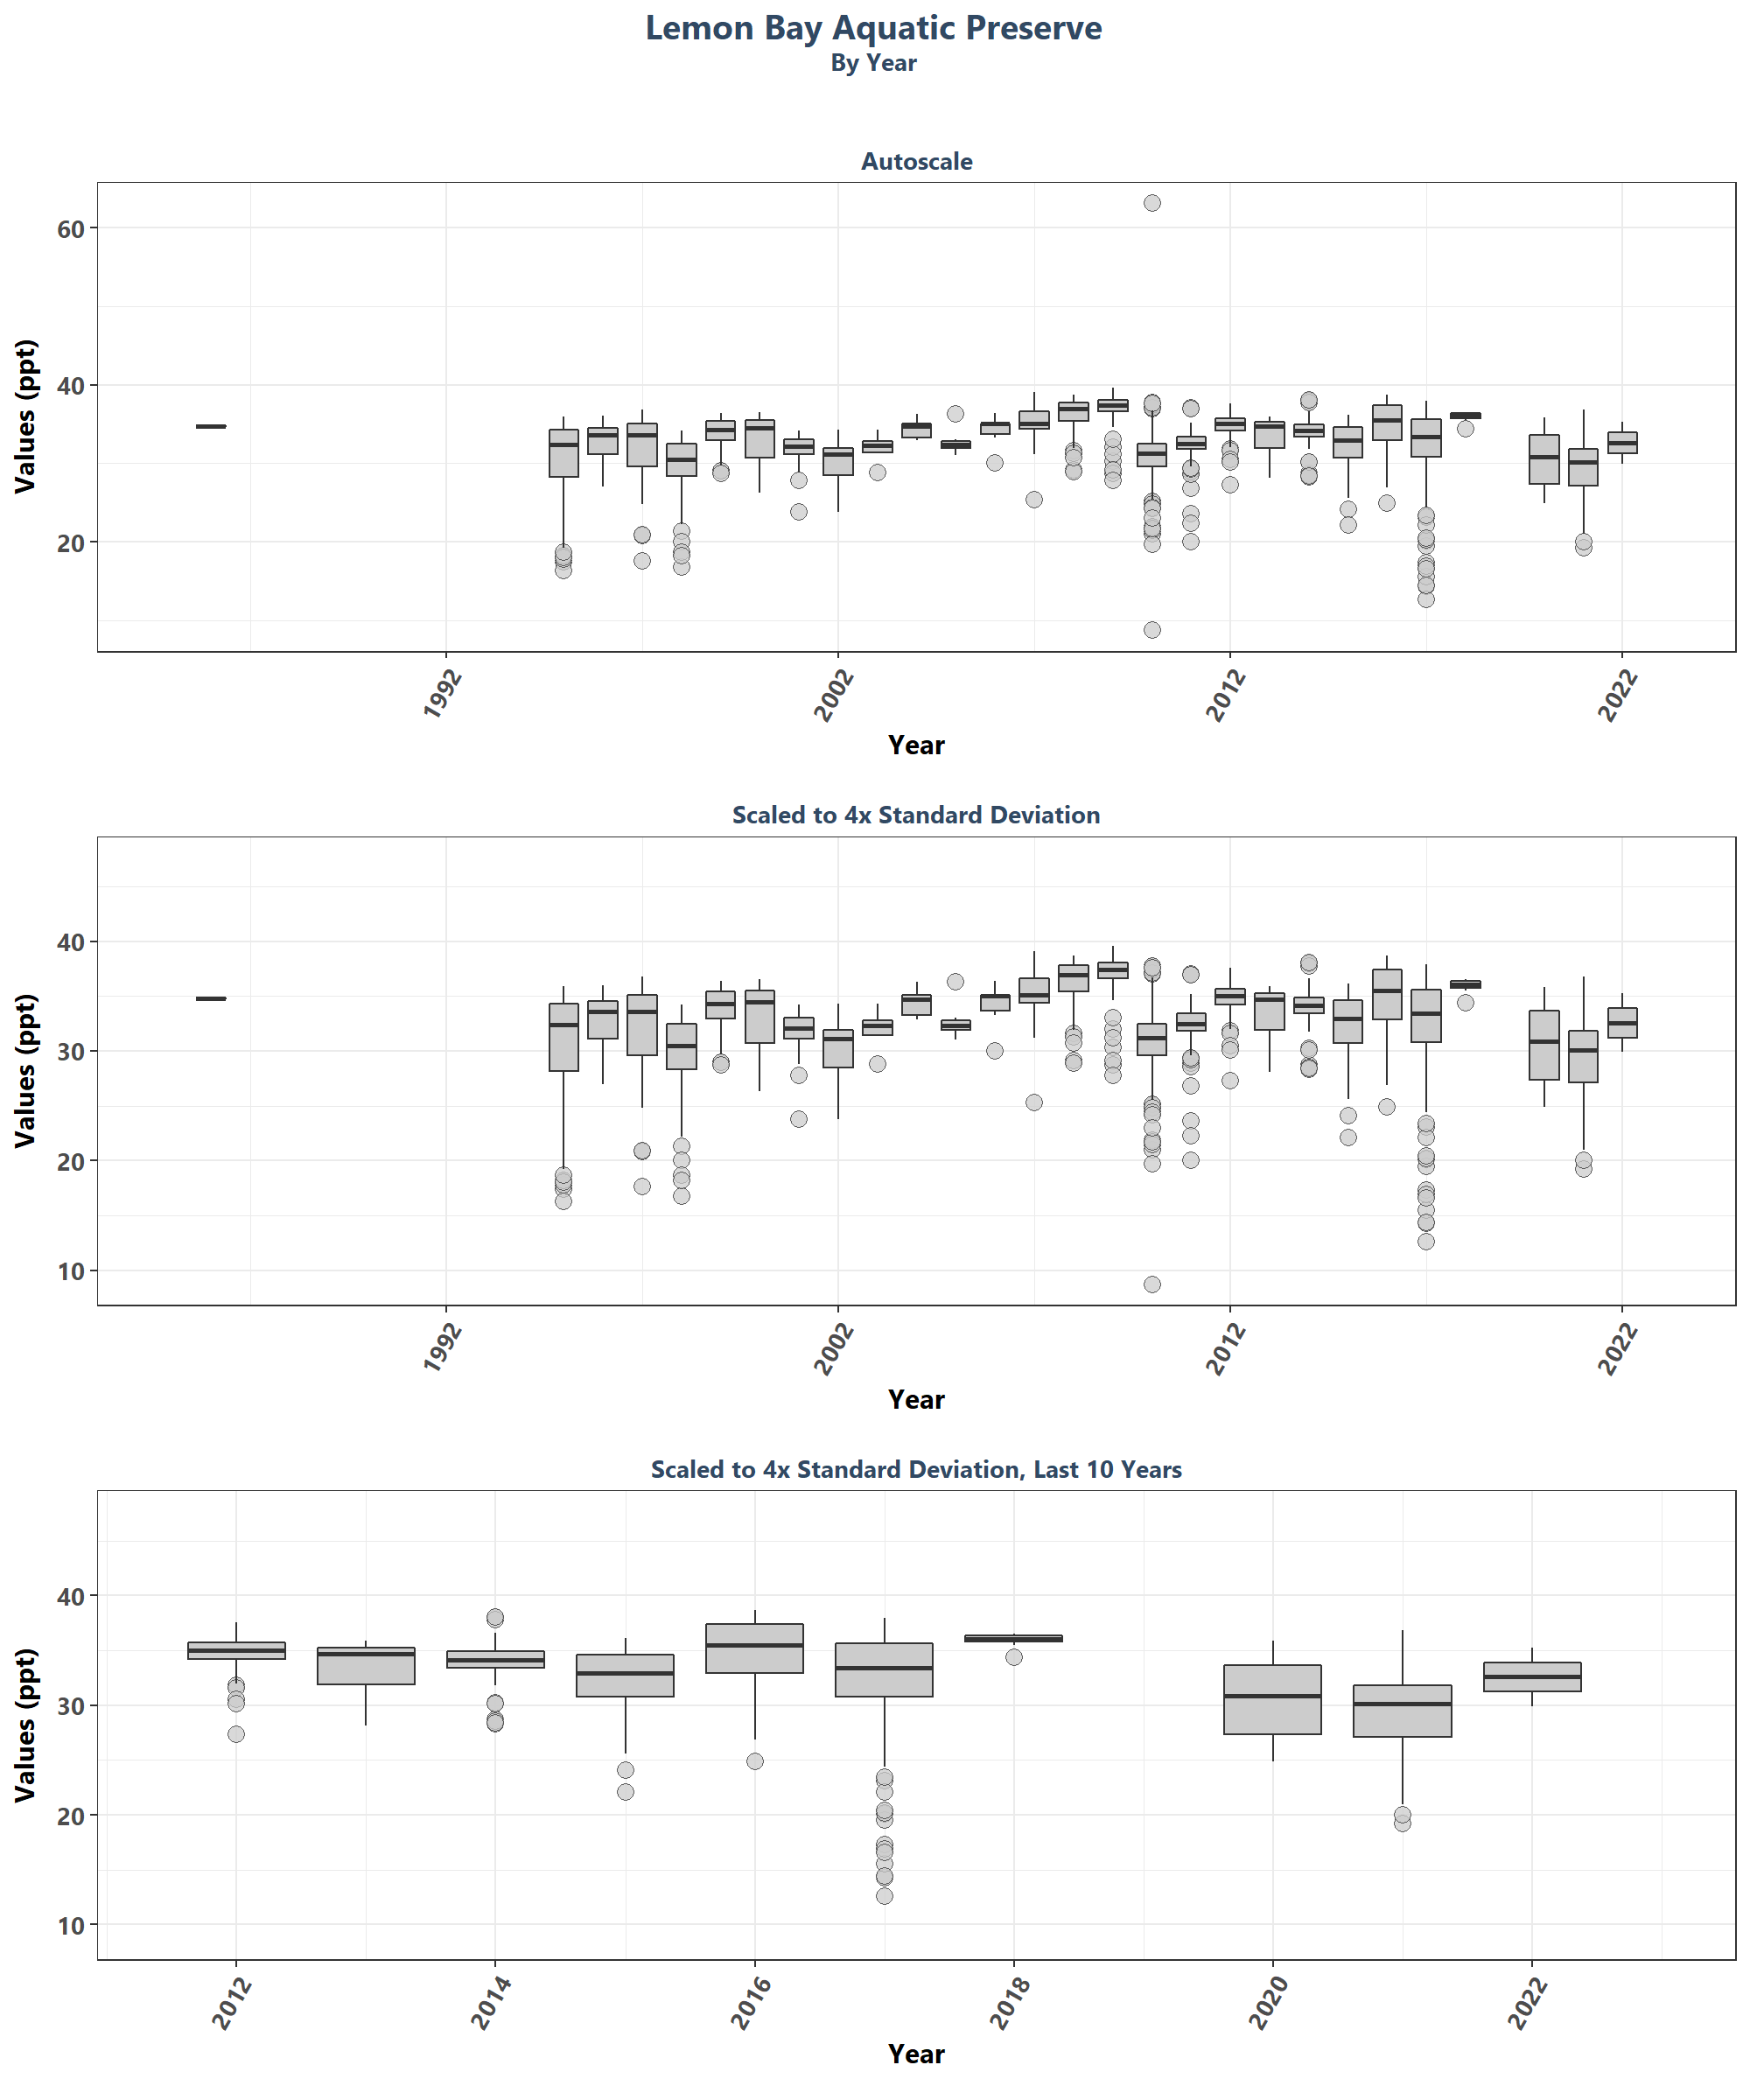 Lemon Bay Aquatic Preserve
By Year
Autoscale
Values (ppt)
60
40
20
1992
2002
2012
2022
Year
Scaled to 4x Standard Deviation
Values (ppt)
40
30
20
10
1992
2002
2012
2022
Year
Scaled to 4x Standard Deviation, Last 10 Years
Values (ppt)
40
30
20
10
2012
2014
2016
2018
2020
2022
Year